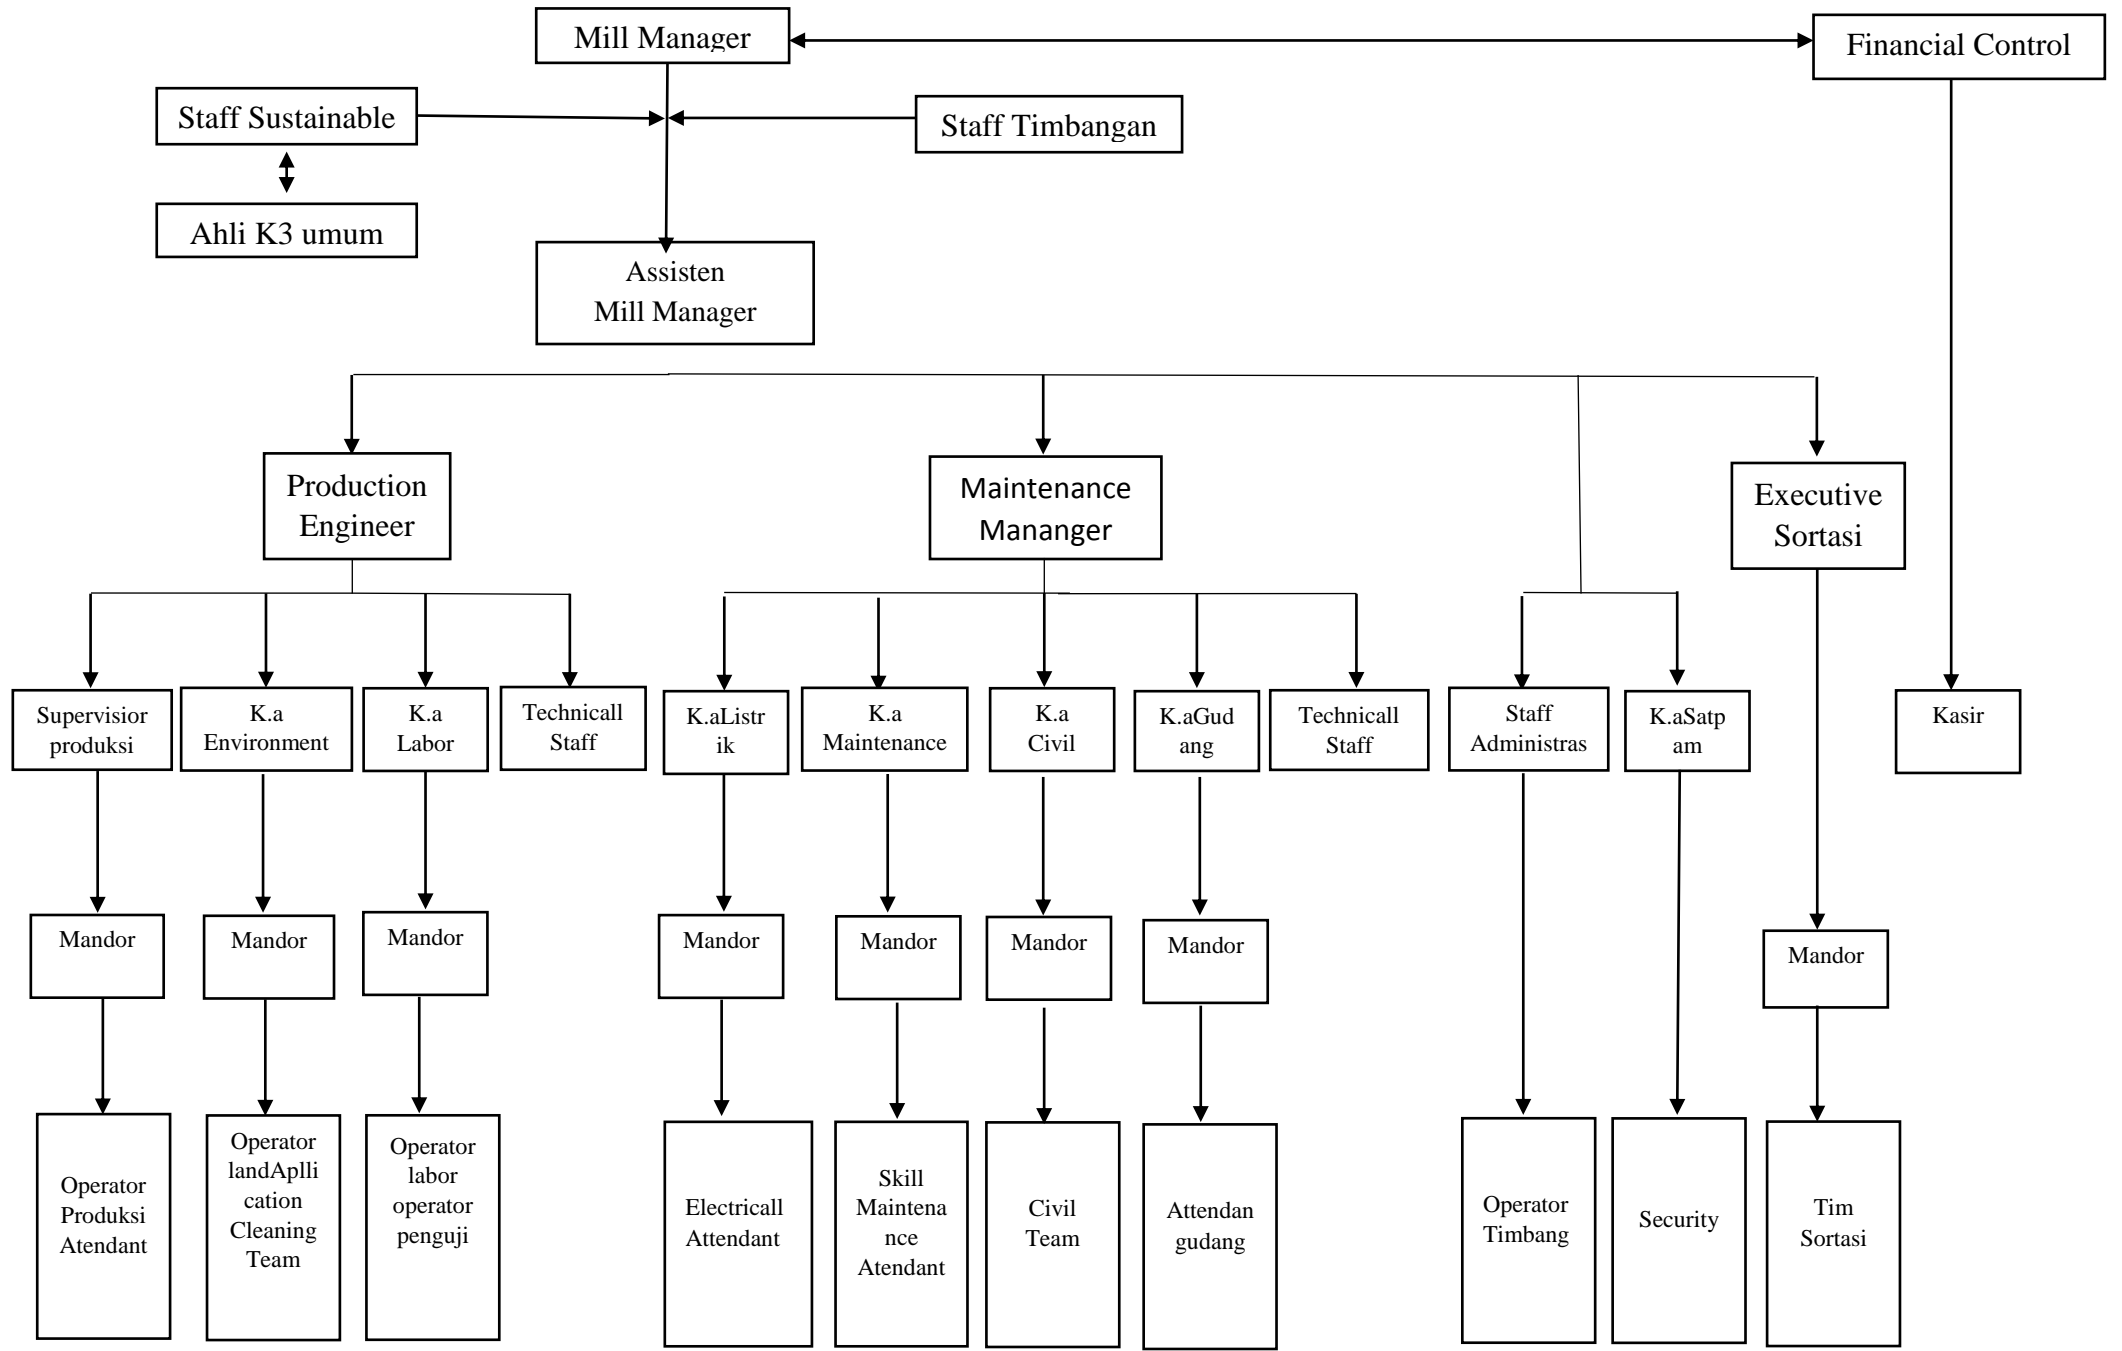 Mill Manager
Financial Control
Staff Sustainable
Staff Timbangan
Ahli K3 umum
Assisten
Mill Manager
Production
Engineer
Maintenance
Mananger
Executive
Sortasi
Supervisior
produksi
K.a
Environment
K.a
Labor
Technicall
Staff
K.aListr
ik
K.a
Maintenance
K.a
Civil
K.aGud
ang
Technicall
Staff
Staff
Administras
K.aSatp
am
Kasir
Mandor
Mandor
Mandor
Mandor
Mandor
Mandor
Mandor
Mandor
Operator
Produksi
Atendant
Operator
landAplli
cation
Cleaning
Team
Operator
labor
operator
penguji
Electricall
Attendant
Skill
Maintena
nce
Atendant
Civil
Team
Attendan
gudang
Operator
Timbang
Security
Tim
Sortasi